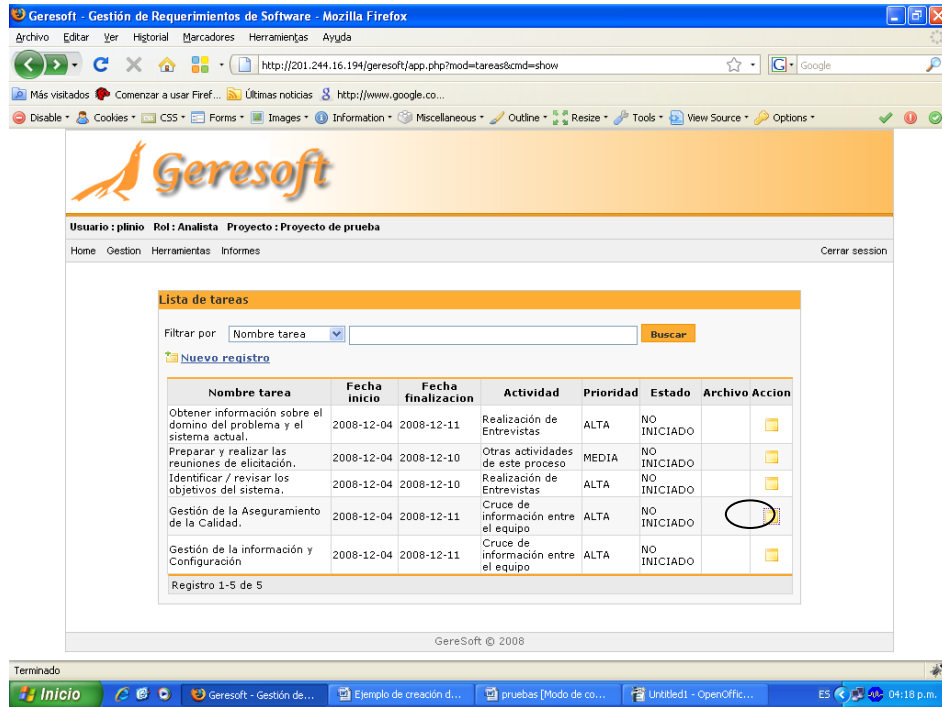 Geresoft - Gestión de Requerimientos de Software - Mozilla Firefox
Archivo Editar Ver Historial Marcadores Herramientas Ayuda
http://201.244.16.194/geresoft/app.php?mod=tareas&cmd=show
G Google
Más visitados Comenzar a usar Firef... Últimas noticias http://www.google.co...
Disable Cookies CSS Forms Images Information Miscellaneous Outline Resize Tools View Source Options
Geresoft
Usuario : plinio Rol : Analista Proyecto : Proyecto de prueba
Home Gestion Herramientas Informes Cerrar session
Lista de tareas
Filtrar por Nombre tarea Buscar
Nuevo registro
Nombre tarea Fecha inicio Fecha finalizacion Actividad Prioridad Estado Archivo Accion
Obtener información sobre el domino del problema y el sistema actual. 2008-12-04 2008-12-11 Realización de Entrevistas ALTA NO INICIADO
Preparar y realizar las reuniones de elicitación. 2008-12-04 2008-12-10 Otras actividades de este proceso MEDIA NO INICIADO
Identificar / revisar los objetivos del sistema. 2008-12-04 2008-12-10 Realización de Entrevistas ALTA NO INICIADO
Gestión de la Aseguramiento de la Calidad. 2008-12-04 2008-12-11 Cruce de información entre el equipo ALTA NO INICIADO
Gestión de la información y Configuración 2008-12-04 2008-12-11 Cruce de información entre el equipo ALTA NO INICIADO
Registro 1-5 de 5
GereSoft © 2008
Terminado
Inicio Geresoft - Gestión de... Ejemplo de creación d... pruebas [Modo de co... Untitled1 - OpenOffic... ES 04:18 p.m.